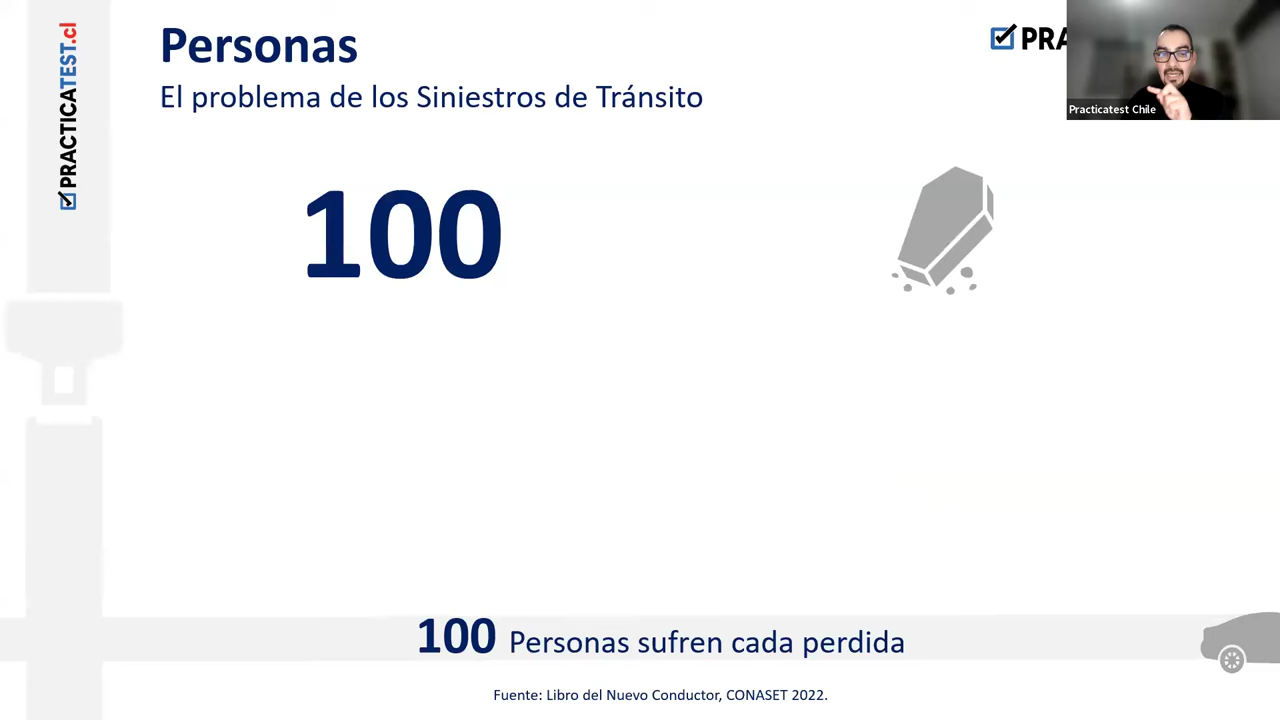 PRACTICATEST.cl
Personas
El problema de los Siniestros de Tránsito
Practicatest Chile
100
100 Personas sufren cada perdida
Fuente: Libro del Nuevo Conductor, CONASET 2022.